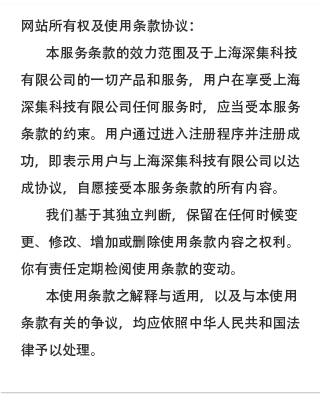 网站所有权及使用条款协议：
本服务条款的效力范围及于上海深集科技
有限公司的一切产品和服务，用户在享受上海
深集科技有限公司任何服务时，应当受本服务
条款的约束。用户通过进入注册程序并注册成
功，即表示用户与上海深集科技有限公司以达
成协议，自愿接受本服务条款的所有内容。
我们基于其独立判断，保留在任何时候变
更、修改、增加或删除使用条款内容之权利。
你有责任定期检阅使用条款的变动。
本使用条款之解释与适用，以及与本使用
条款有关的争议，均应依照中华人民共和国法
律予以处理。